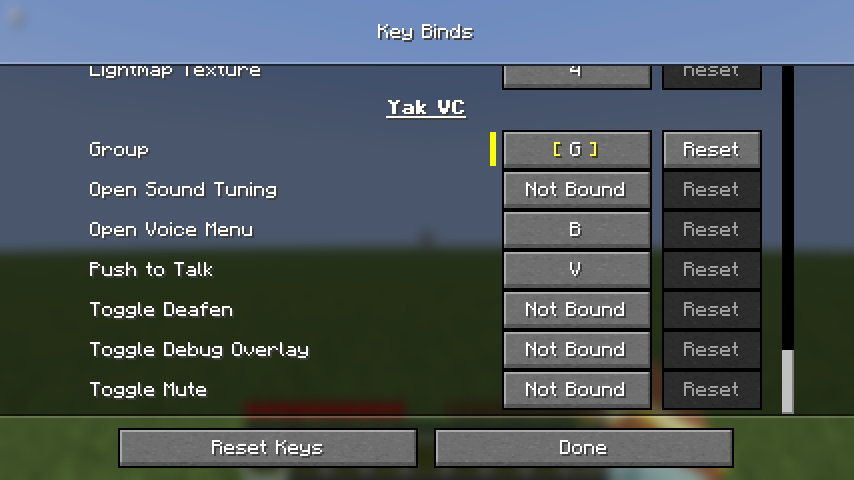 Key Binds
Lightmap Texture 4 Reset
Yak VC
Group [ G ] Reset
Open Sound Tuning Not Bound Reset
Open Voice Menu B Reset
Push to Talk V Reset
Toggle Deafen Not Bound Reset
Toggle Debug Overlay Not Bound Reset
Toggle Mute Not Bound Reset
Reset Keys Done